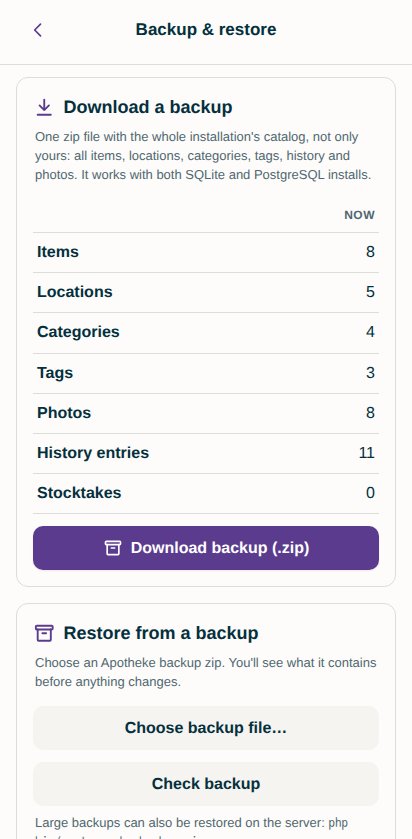 Backup & restore
Download a backup
One zip file with the whole installation's catalog, not only
yours: all items, locations, categories, tags, history and
photos. It works with both SQLite and PostgreSQL installs.
NOW
Items 8
Locations 5
Categories 4
Tags 3
Photos 8
History entries 11
Stocktakes 0
Download backup (.zip)
Restore from a backup
Choose an Apotheke backup zip. You'll see what it contains
before anything changes.
Choose backup file…
Check backup
Large backups can also be restored on the server: php